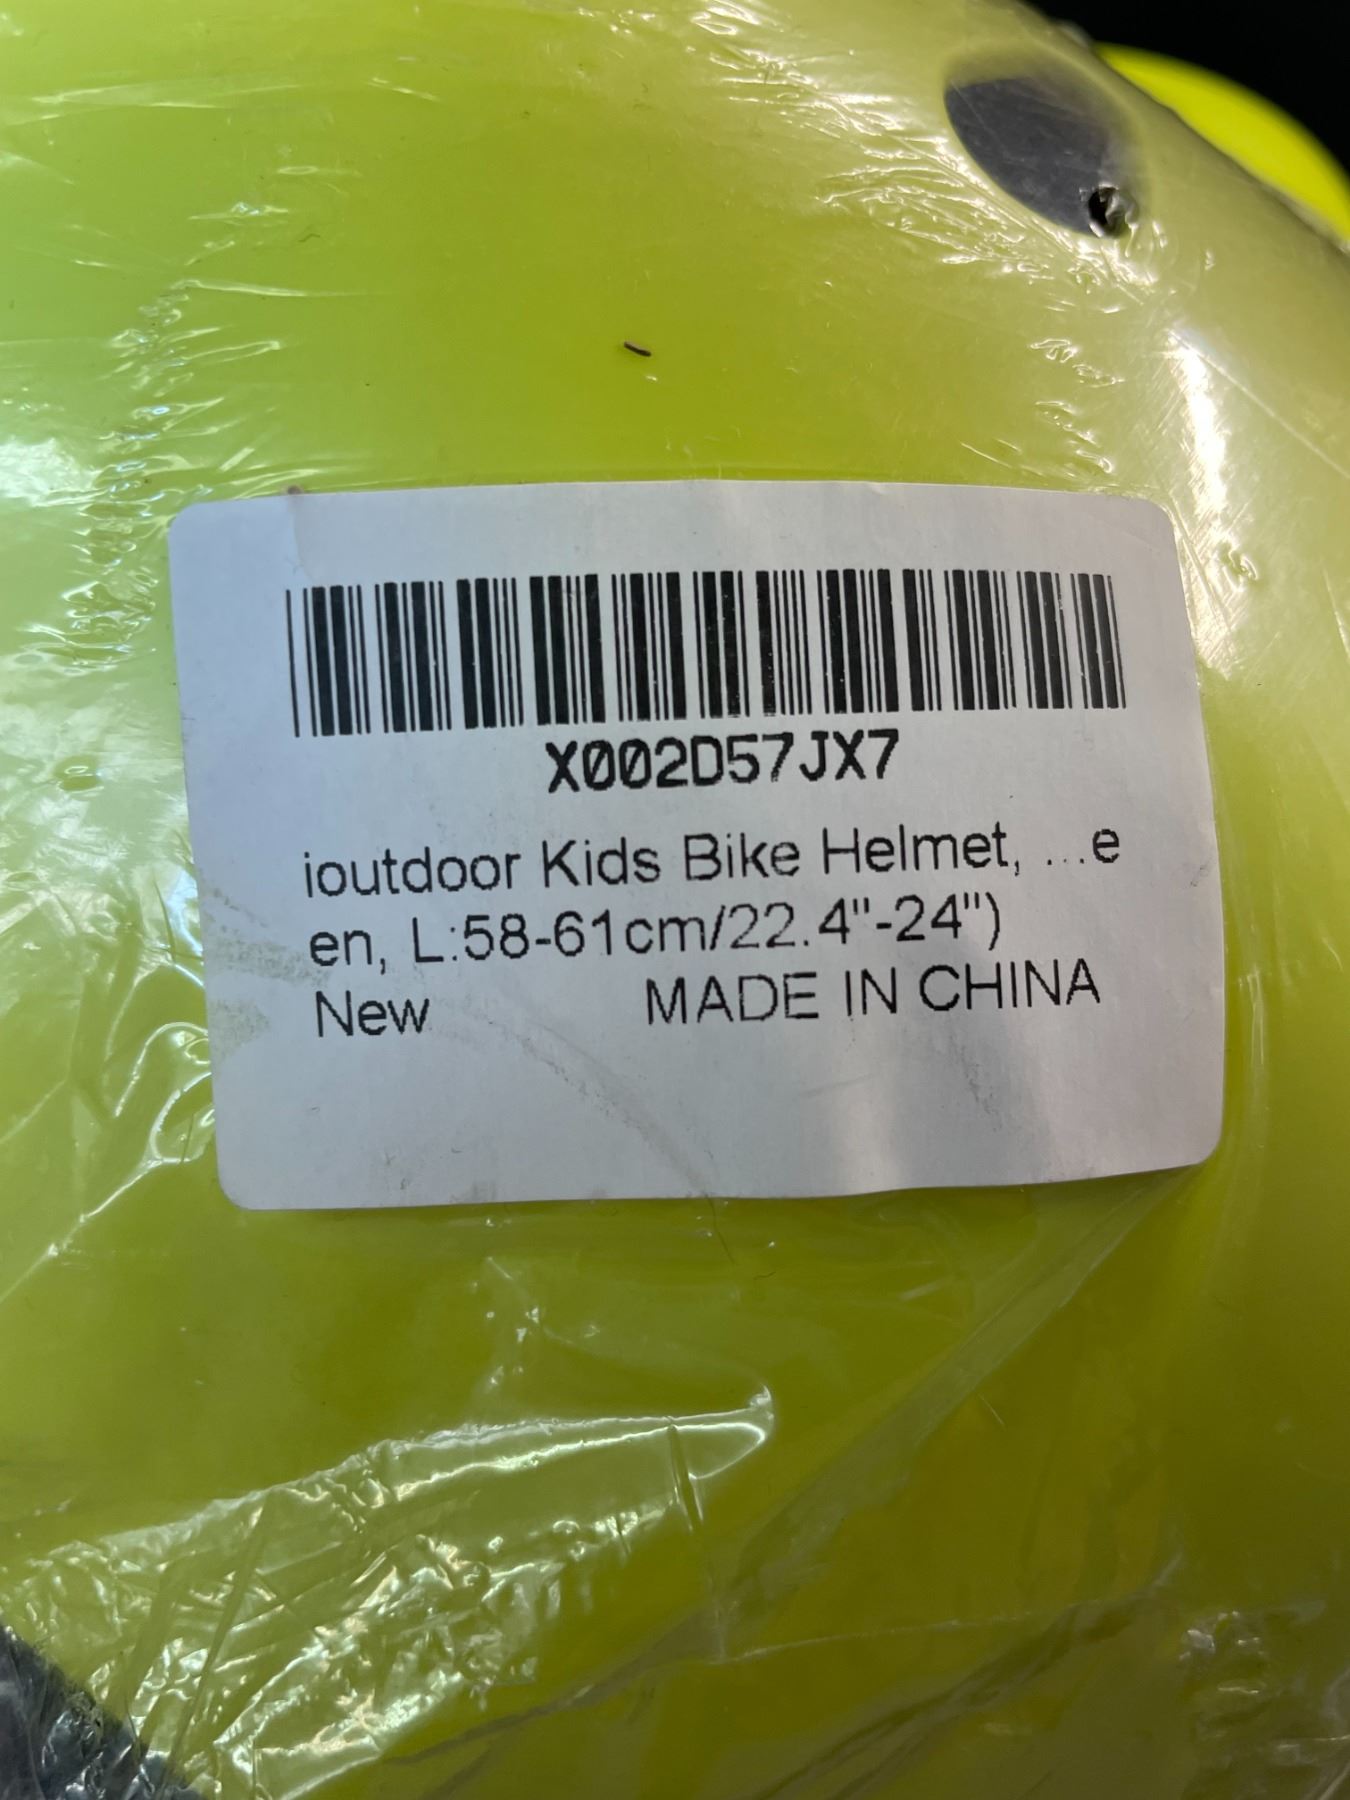 X002D57JX7
ioutdoor Kids Bike Helmet, ...e
en, L:58-61cm/22.4"-24")
New MADE IN CHINA